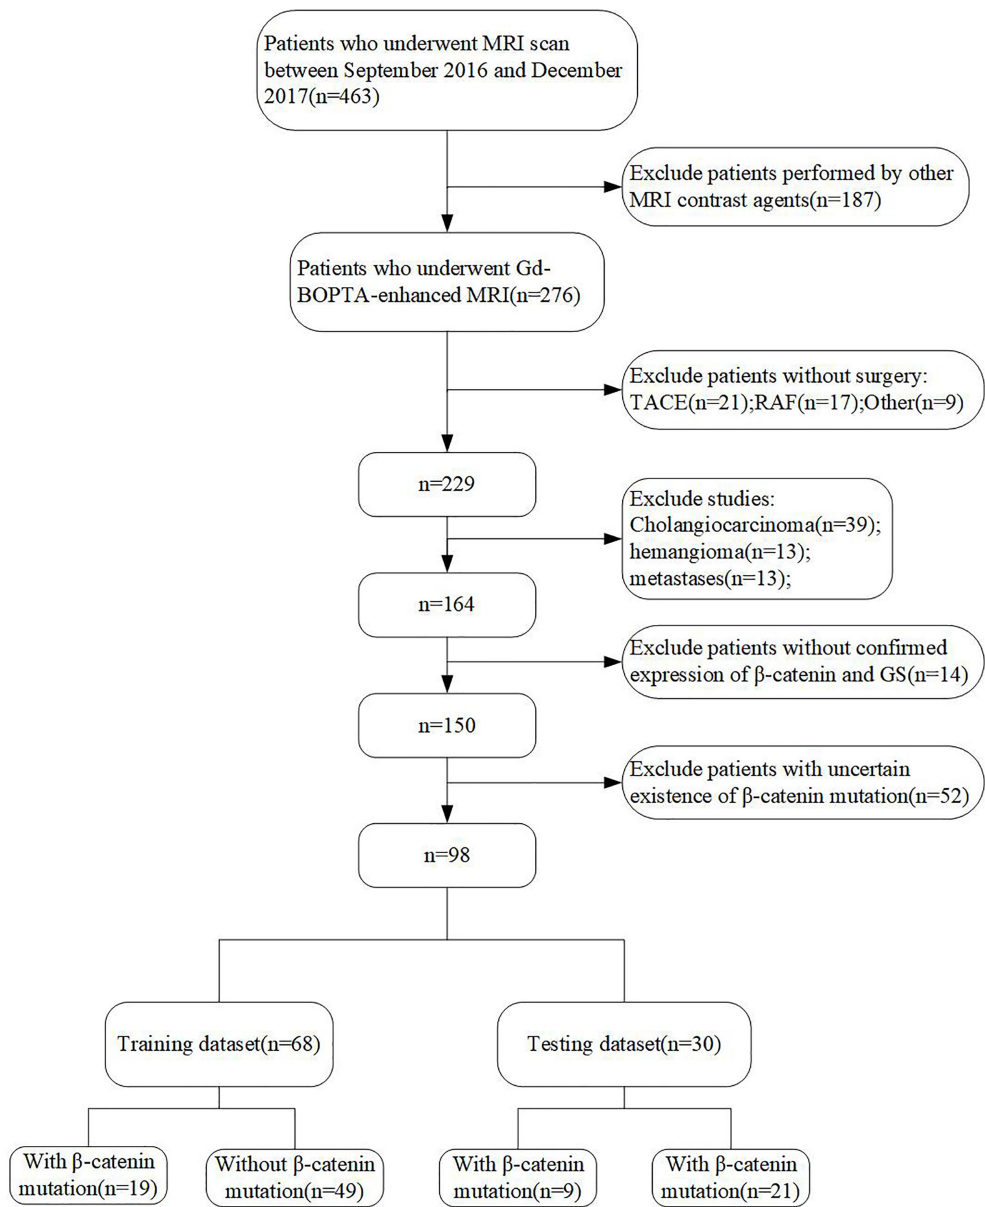 Patients who underwent MRI scan
between September 2016 and December
2017(n=463)
Exclude patients performed by other
MRI contrast agents(n=187)
Patients who underwent Gd-
BOPTA-enhanced MRI(n=276)
Exclude patients without surgery:
TACE(n=21);RAF(n=17);Other(n=9)
n=229
Exclude studies:
Cholangiocarcinoma(n=39);
hemangioma(n=13);
metastases(n=13);
n=164
Exclude patients without confirmed
expression of β-catenin and GS(n=14)
n=150
Exclude patients with uncertain
existence of β-catenin mutation(n=52)
n=98
Training dataset(n=68)
Testing dataset(n=30)
With β-catenin
mutation(n=19)
Without β-catenin
mutation(n=49)
With β-catenin
mutation(n=9)
With β-catenin
mutation(n=21)